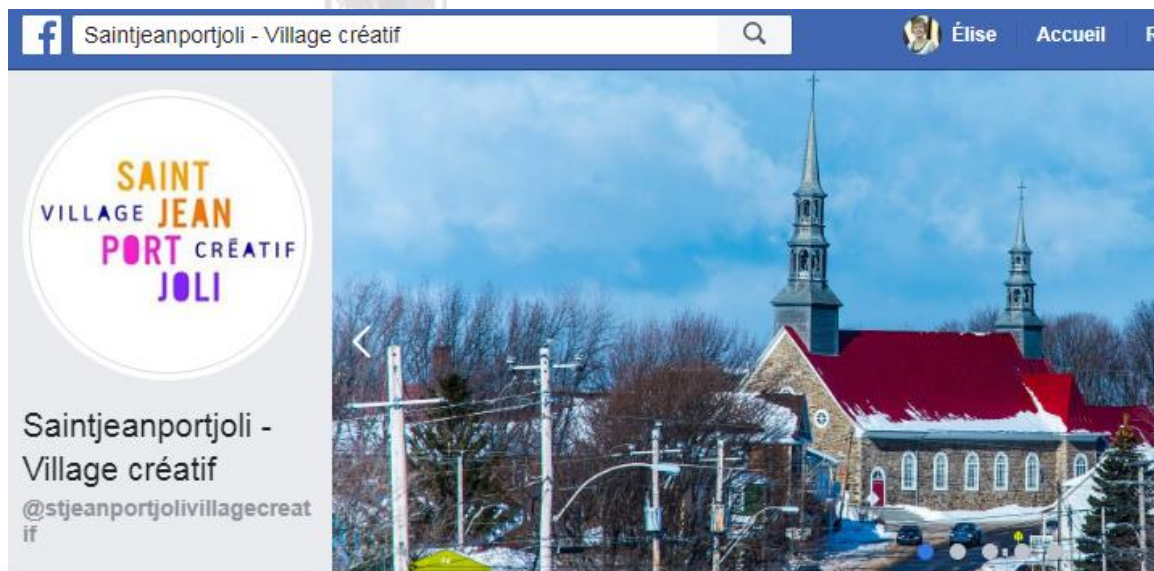 Saintjeanportjoli - Village créatif
Élise
Accueil
SAINT
VILLAGE JEAN
PORT CRÉATIF
JOLI
Saintjeanportjoli -
Village créatif
@stjeanportjolivillagecreat
if